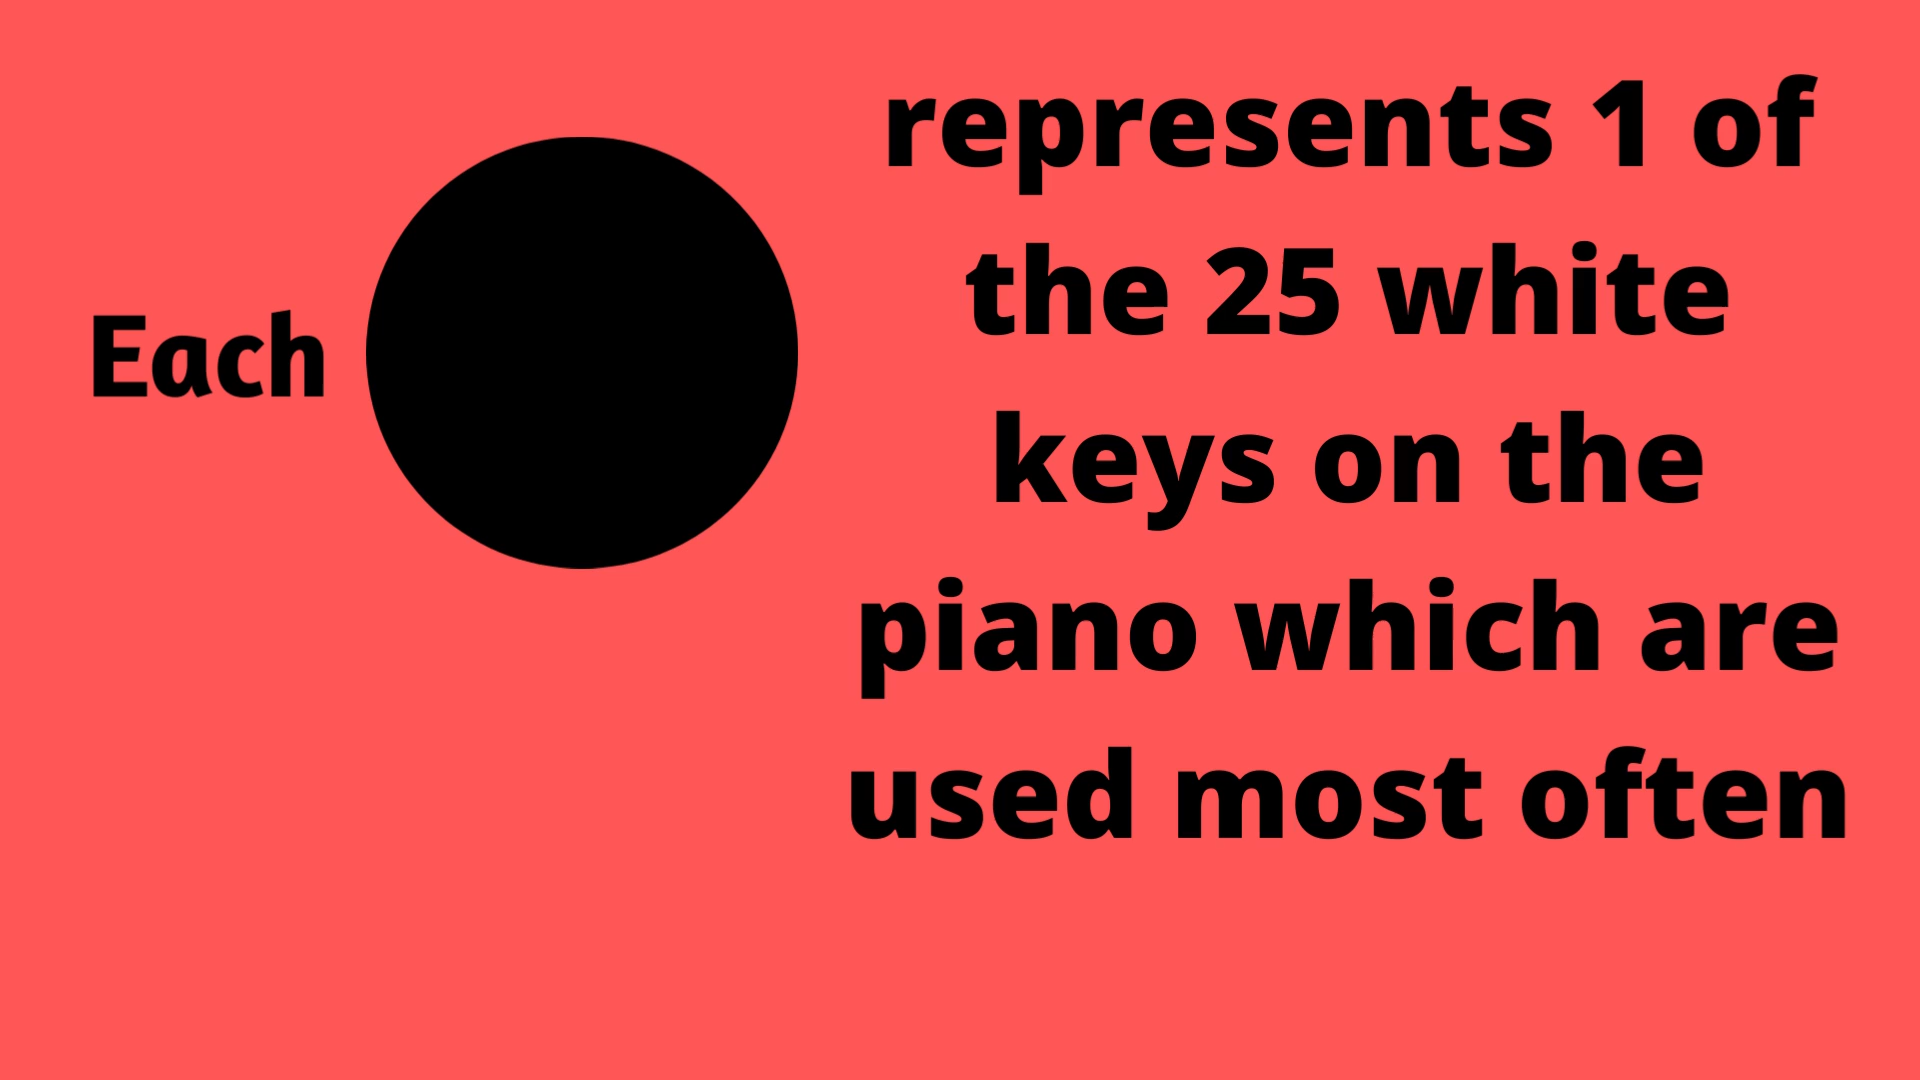 Each
represents 1 of
the 25 white
keys on the
piano which are
used most often